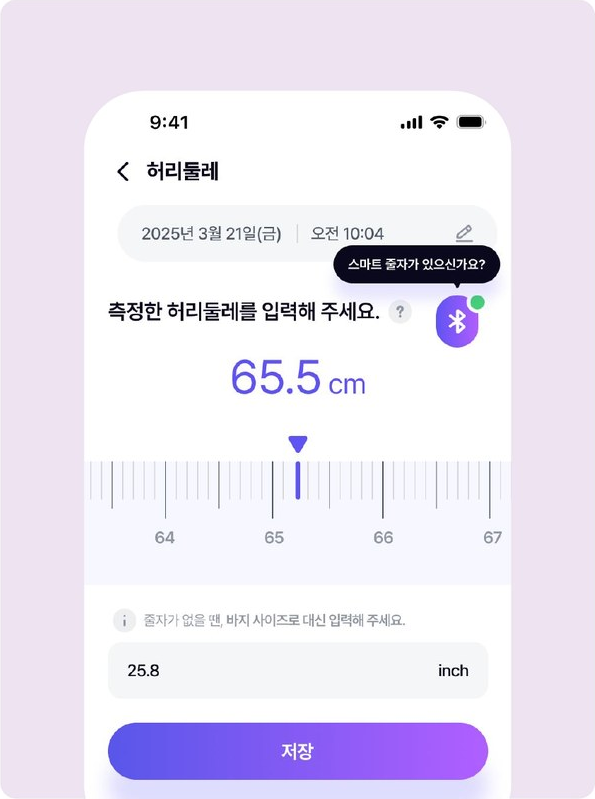 9:41
허리둘레
2025년 3월 21일(금) 오전 10:04
스마트 줄자가 있으신가요?
측정한 허리둘레를 입력해 주세요. ?
65.5 cm
64 65 66 67
i 줄자가 없을 땐, 바지 사이즈로 대신 입력해 주세요.
25.8 inch
저장